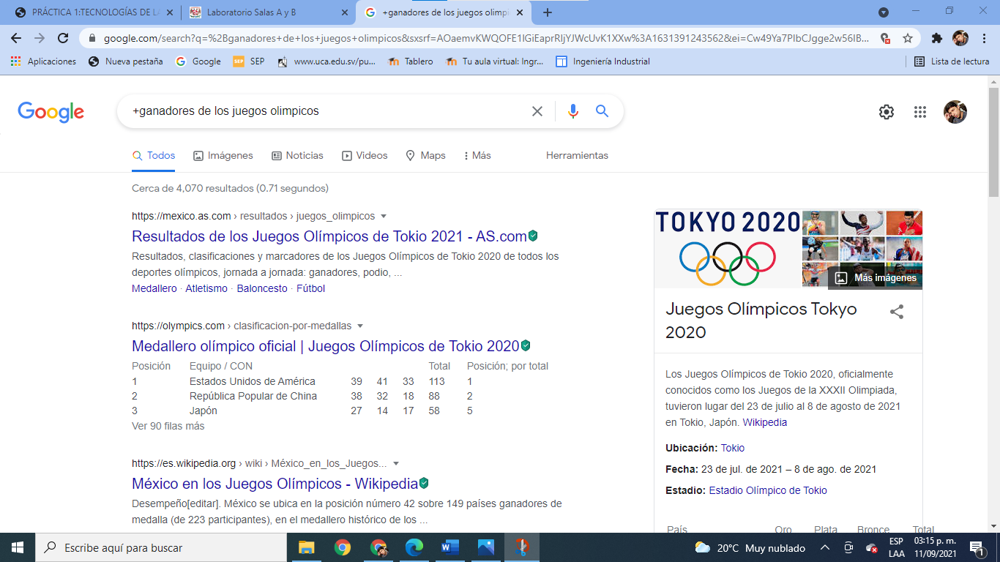 PRÁCTICA 1:TECNOLOGÍAS DE LA
Laboratorio Salas A y B
+ganadores de los juegos olimpi
google.com/search?q=%2Bganadores+de+los+juegos+olimpicos&sxsrf=AOaemvKWQOFE1IGiEaprRIjYJWcUvK1XXw%3A1631391243562&ei=Cw49Ya7PIbCJgge2w56IB...
Aplicaciones
Nueva pestaña
Google
SEP
SEP
www.uca.edu.sv/pu...
Tablero
Tu aula virtual: Ingr...
Ingeniería Industrial
Lista de lectura
Google
+ganadores de los juegos olimpicos
Todos
Imágenes
Noticias
Videos
Maps
Más
Herramientas
Cerca de 4,070 resultados (0.71 segundos)
https://mexico.as.com › resultados › juegos_olimpicos
Resultados de los Juegos Olímpicos de Tokio 2021 - AS.com
Resultados, clasificaciones y marcadores de los Juegos Olímpicos de Tokio 2020 de todos los
deportes olímpicos, jornada a jornada: ganadores, podio, ...
Medallero · Atletismo · Baloncesto · Fútbol
https://olympics.com › clasificacion-por-medallas
Medallero olímpico oficial | Juegos Olímpicos de Tokio 2020
Posición Equipo / CON Total Posición; por total
1 Estados Unidos de América 39 41 33 113 1
2 República Popular de China 38 32 18 88 2
3 Japón 27 14 17 58 5
Ver 90 filas más
https://es.wikipedia.org › wiki › México_en_los_Juegos...
México en los Juegos Olímpicos - Wikipedia
Desempeño[editar]. México se ubica en la posición número 42 sobre 149 países ganadores de
medalla (de 223 participantes), en el medallero histórico de los ...
TOKYO 2020
Más imágenes
Juegos Olímpicos Tokyo
2020
Los Juegos Olímpicos de Tokio 2020, oficialmente
conocidos como los Juegos de la XXXII Olimpiada,
tuvieron lugar del 23 de julio al 8 de agosto de 2021
en Tokio, Japón. Wikipedia
Ubicación: Tokio
Fecha: 23 de jul. de 2021 – 8 de ago. de 2021
Estadio: Estadio Olímpico de Tokio
País Oro Plata Bronce Total
Escribe aquí para buscar
20°C Muy nublado
ESP
LAA
03:15 p. m.
11/09/2021
1